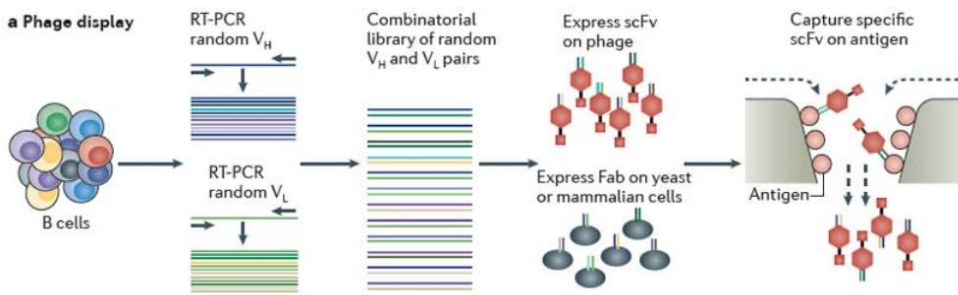 a Phage display
B cells
RT-PCR
random VH
RT-PCR
random VL
Combinatorial
library of random
VH and VL pairs
Express scFv
on phage
Express Fab on yeast
or mammalian cells
Capture specific
scFv on antigen
Antigen